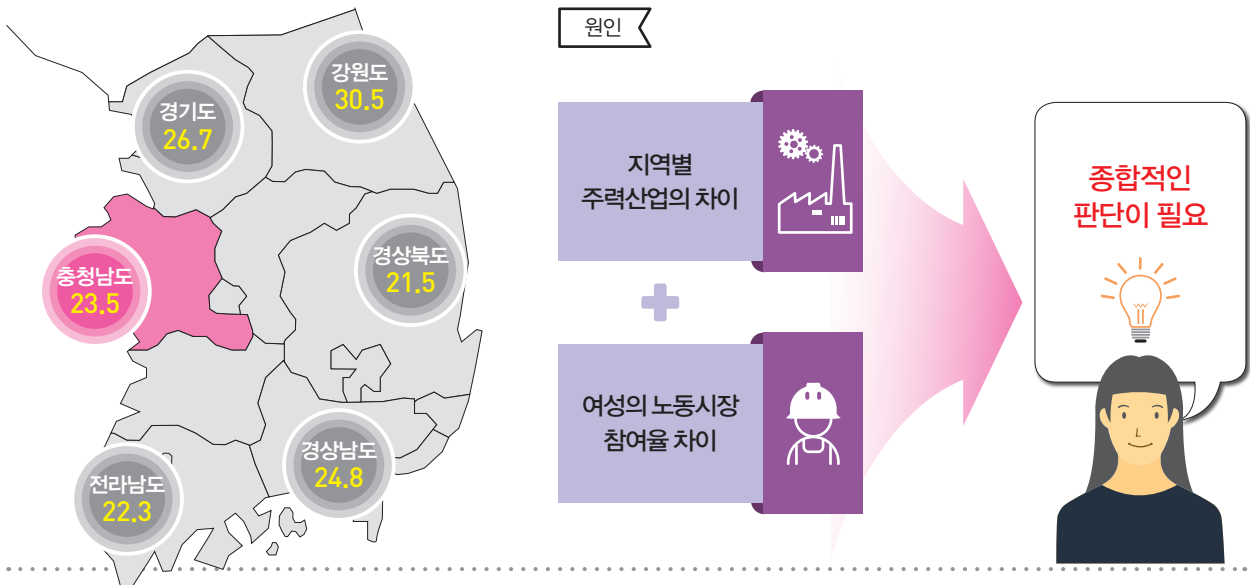 강원도
30.5
경기도
26.7
충청남도
23.5
경상북도
21.5
경상남도
24.8
전라남도
22.3
원인
지역별
주력산업의 차이
여성의 노동시장
참여율 차이
종합적인
판단이 필요